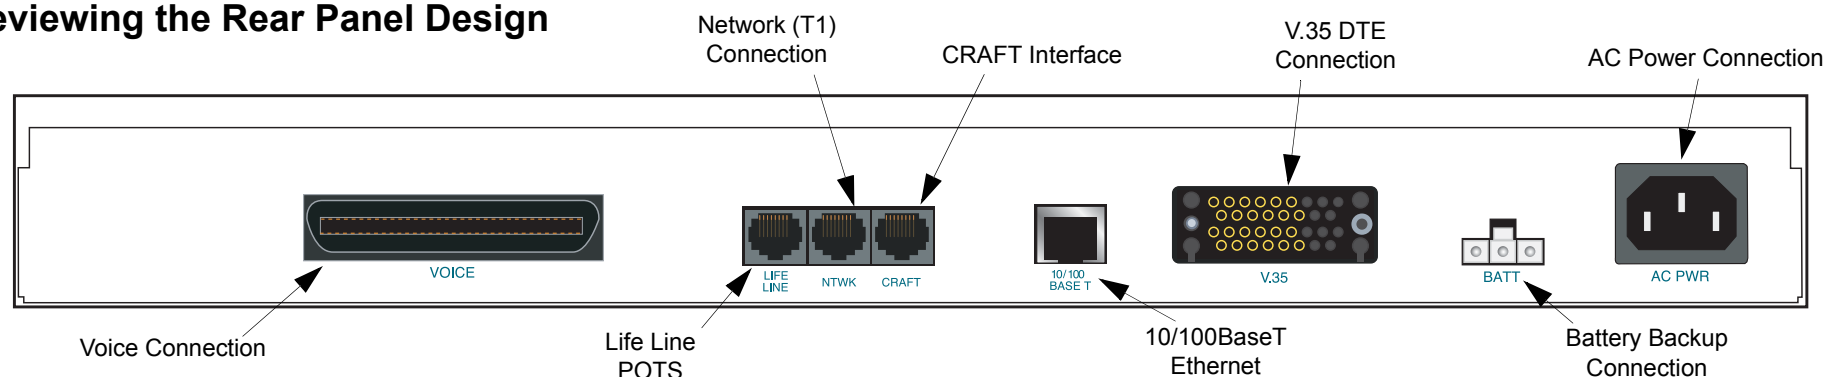 eviewing the Rear Panel Design
Network (T1)
Connection
CRAFT Interface
V.35 DTE
Connection
AC Power Connection
VOICE
LIFE
LINE
NTWK
CRAFT
10/100
BASE T
V.35
BATT
AC PWR
Voice Connection
Life Line
POTS
10/100BaseT
Ethernet
Battery Backup
Connection